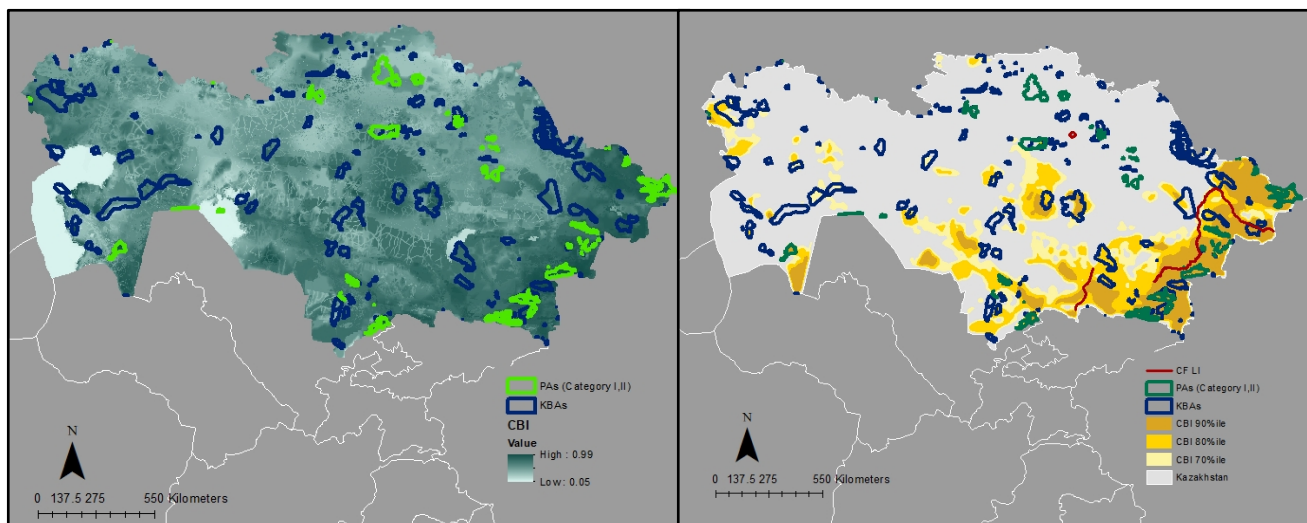 PAs (Category I,II)
KBAs
CBI
Value
High : 0.99
Low: 0.05
N
0 137.5 275 550 Kilometers
CF LI
PAs (Category I,II)
KBAs
CBI 90%ile
CBI 80%ile
CBI 70%ile
Kazakhstan
N
0 137.5 275 550 Kilometers